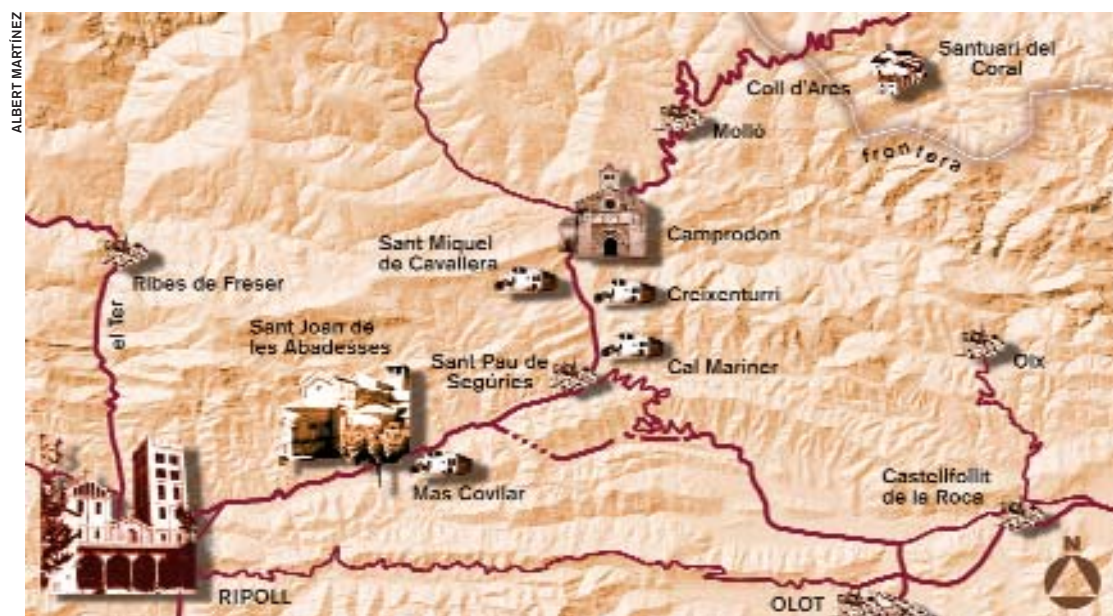 ALBERT MARTÍNEZ
Santuari del
Coral
Coll d'Ares
Molló
frontera
Camprodon
Sant Miquel
de Cavallera
Ribes de Freser
Creixenturri
el Ter
Sant Joan de
les Abadesses
Sant Pau de
Segúries
Cal Mariner
Oix
Mas Covilar
Castellfollit
de la Roca
N
RIPOLL
OLOT